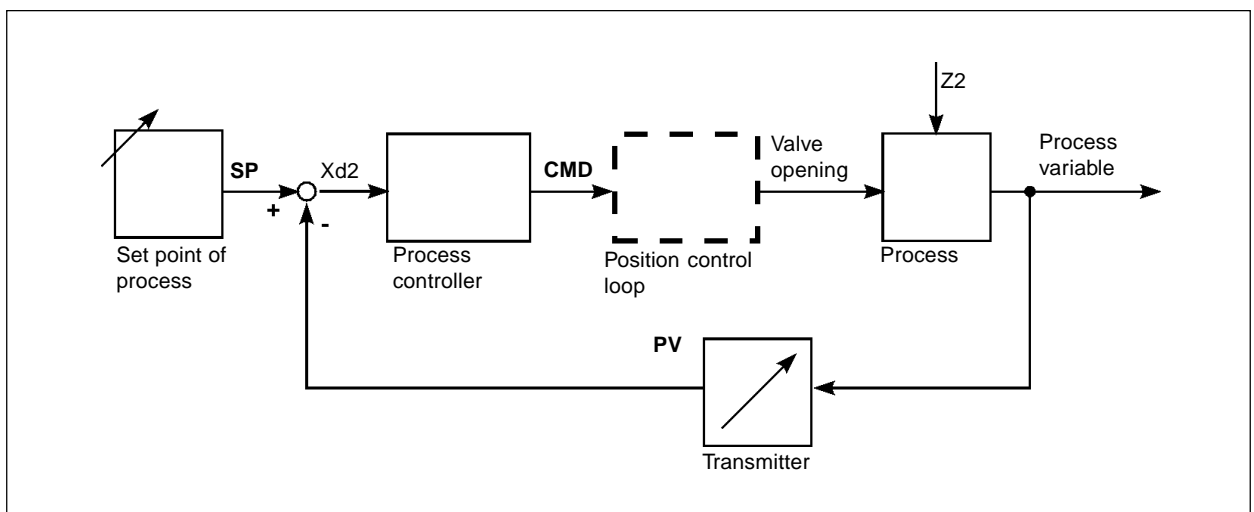 Z2
SP
Xd2
CMD
Valve
opening
Process
variable
+
-
Set point of
process
Process
controller
Position control
loop
Process
PV
Transmitter